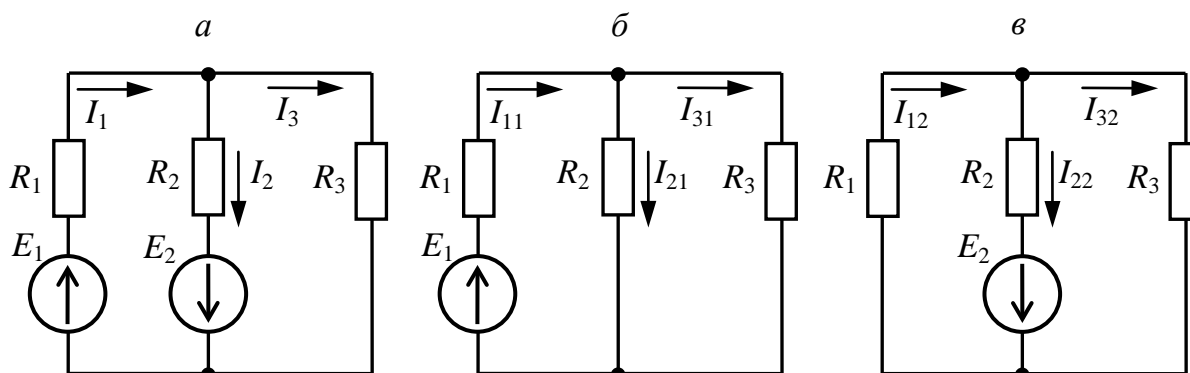 а б в
I₁ I₃ I₁₁ I₃₁ I₁₂ I₃₂
R₁ R₂ I₂ R₃ R₁ R₂ I₂₁ R₃ R₁ R₂ I₂₂ R₃
E₁ E₂ E₁ E₂